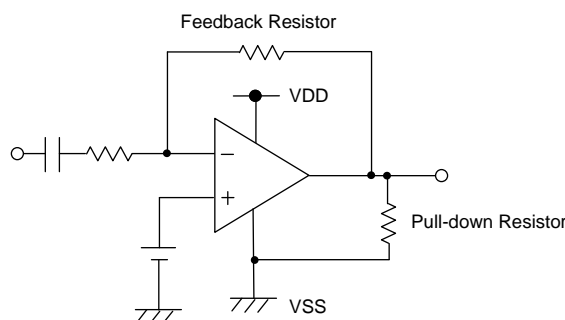 Feedback Resistor
VDD
−
+
Pull-down Resistor
VSS